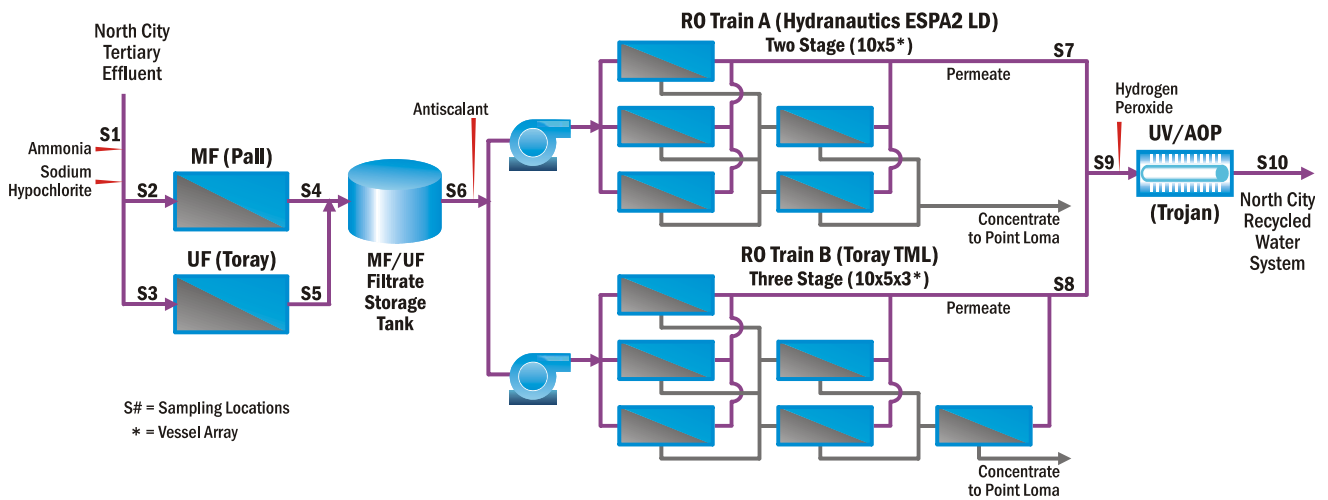 North City
Tertiary
Effluent
S1
Ammonia
Sodium
Hypochlorite
S2
MF (Pall)
S4
S3
UF (Toray)
S5
MF/UF
Filtrate
Storage
Tank
S6
Antiscalant
RO Train A (Hydranautics ESPA2 LD)
Two Stage (10x5*)
S7
Permeate
Concentrate
to Point Loma
RO Train B (Toray TML)
Three Stage (10x5x3*)
S8
Permeate
Concentrate
to Point Loma
Hydrogen
Peroxide
S9
UV/AOP
(Trojan)
S10
North City
Recycled
Water
System
S# = Sampling Locations
* = Vessel Array